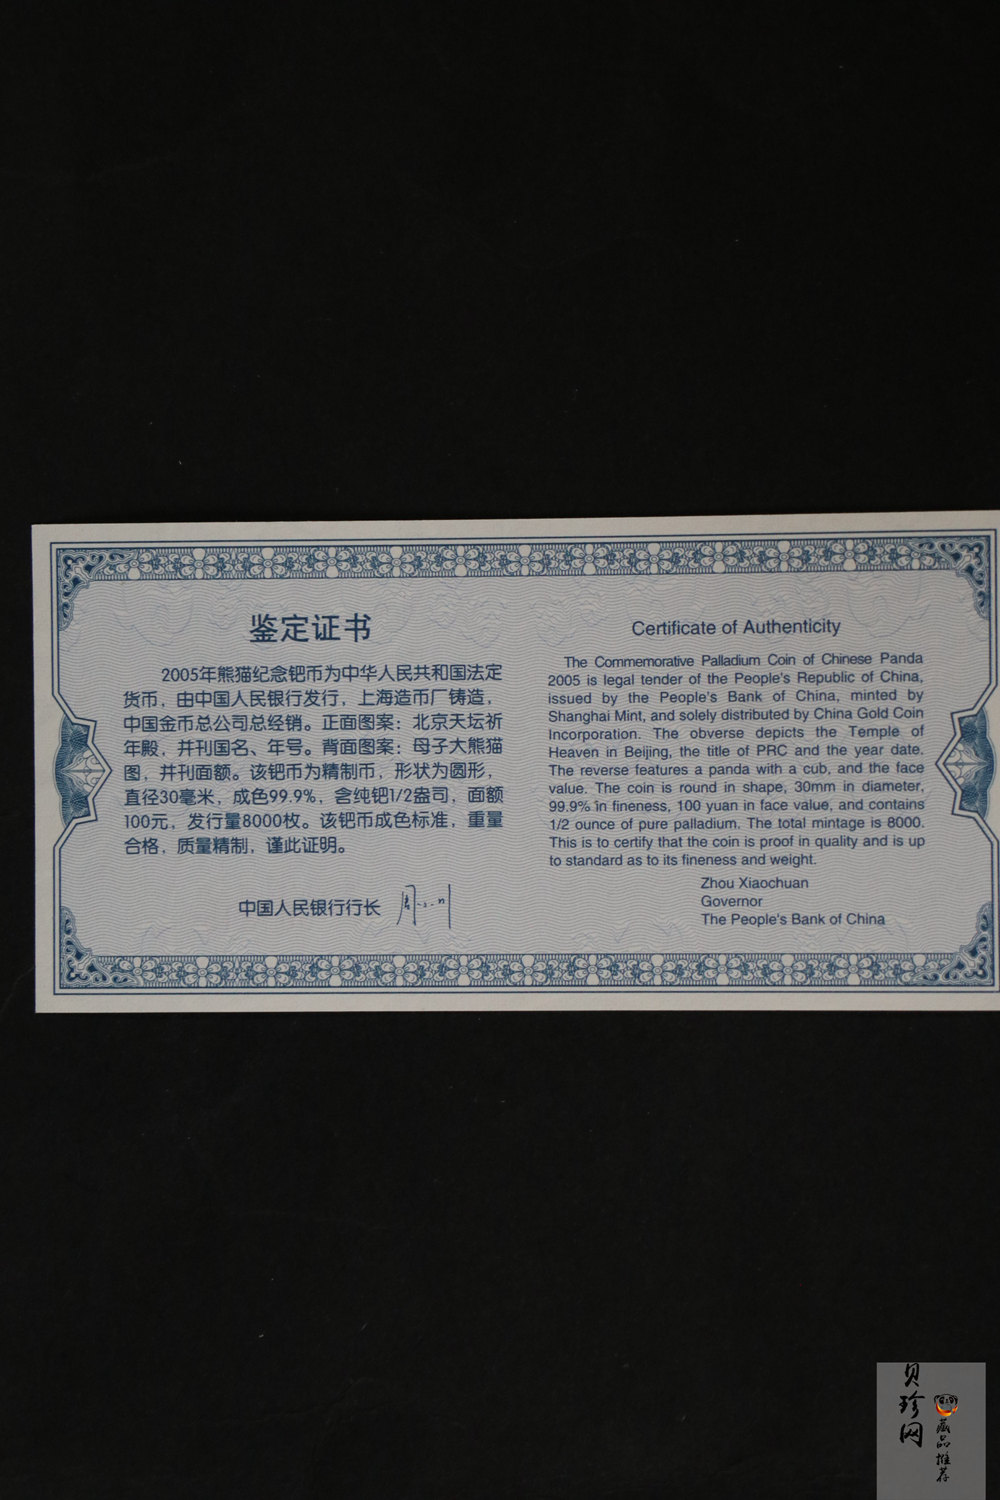 鉴定证书
2005年熊猫纪念钯币为中华人民共和国法定
货币，由中国人民银行发行，上海造币厂铸造，
中国金币总公司总经销。正面图案：北京天坛祈
年殿，并刊国名、年号。背面图案：母子大熊猫
图，并刊面额。该钯币为精制币，形状为圆形，
直径30毫米，成色99.9%，含纯钯1/2盎司，面额
100元，发行量8000枚。该钯币成色标准，重量
合格，质量精制，谨此证明。
中国人民银行行长
Certificate of Authenticity
The Commemorative Palladium Coin of Chinese Panda
2005 is legal tender of the People's Republic of China,
issued by the People's Bank of China, minted by
Shanghai Mint, and solely distributed by China Gold Coin
Incorporation. The obverse depicts the Temple of
Heaven in Beijing, the title of PRC and the year date.
The reverse features a panda with a cub, and the face
value. The coin is round in shape, 30mm in diameter,
99.9% in fineness, 100 yuan in face value, and contains
1/2 ounce of pure palladium. The total mintage is 8000.
This is to certify that the coin is proof in quality and is up
to standard as to its fineness and weight.
Zhou Xiaochuan
Governor
The People's Bank of China
贝珍网
藏品推荐